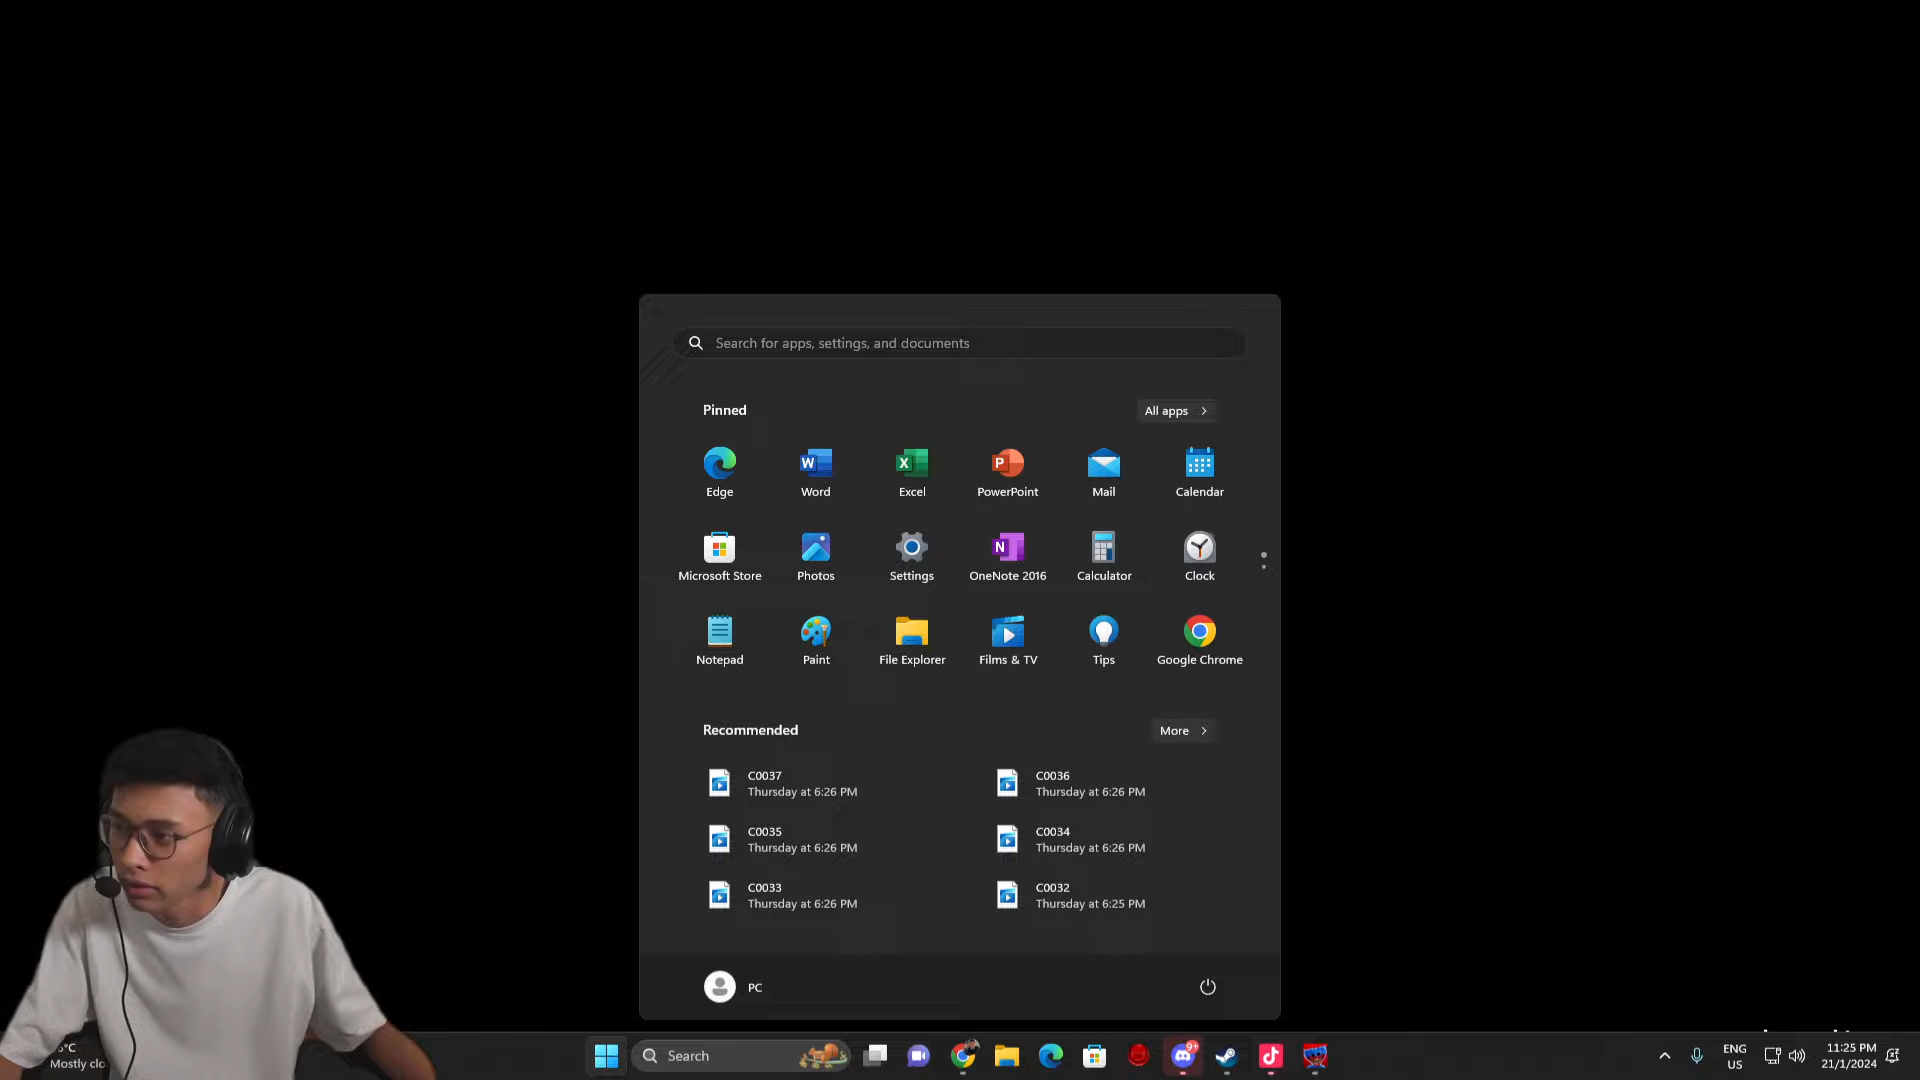 Search for apps, settings, and documents
Pinned
All apps
Edge
Word
Excel
PowerPoint
Mail
Calendar
Microsoft Store
Photos
Settings
OneNote 2016
Calculator
Clock
Notepad
Paint
File Explorer
Films & TV
Tips
Google Chrome
Recommended
More
C0037
Thursday at 6:26 PM
C0036
Thursday at 6:26 PM
C0035
Thursday at 6:26 PM
C0034
Thursday at 6:26 PM
C0033
Thursday at 6:26 PM
C0032
Thursday at 6:25 PM
PC
Mostly
Search
9+
ENG
US
11:25 PM
21/1/2024